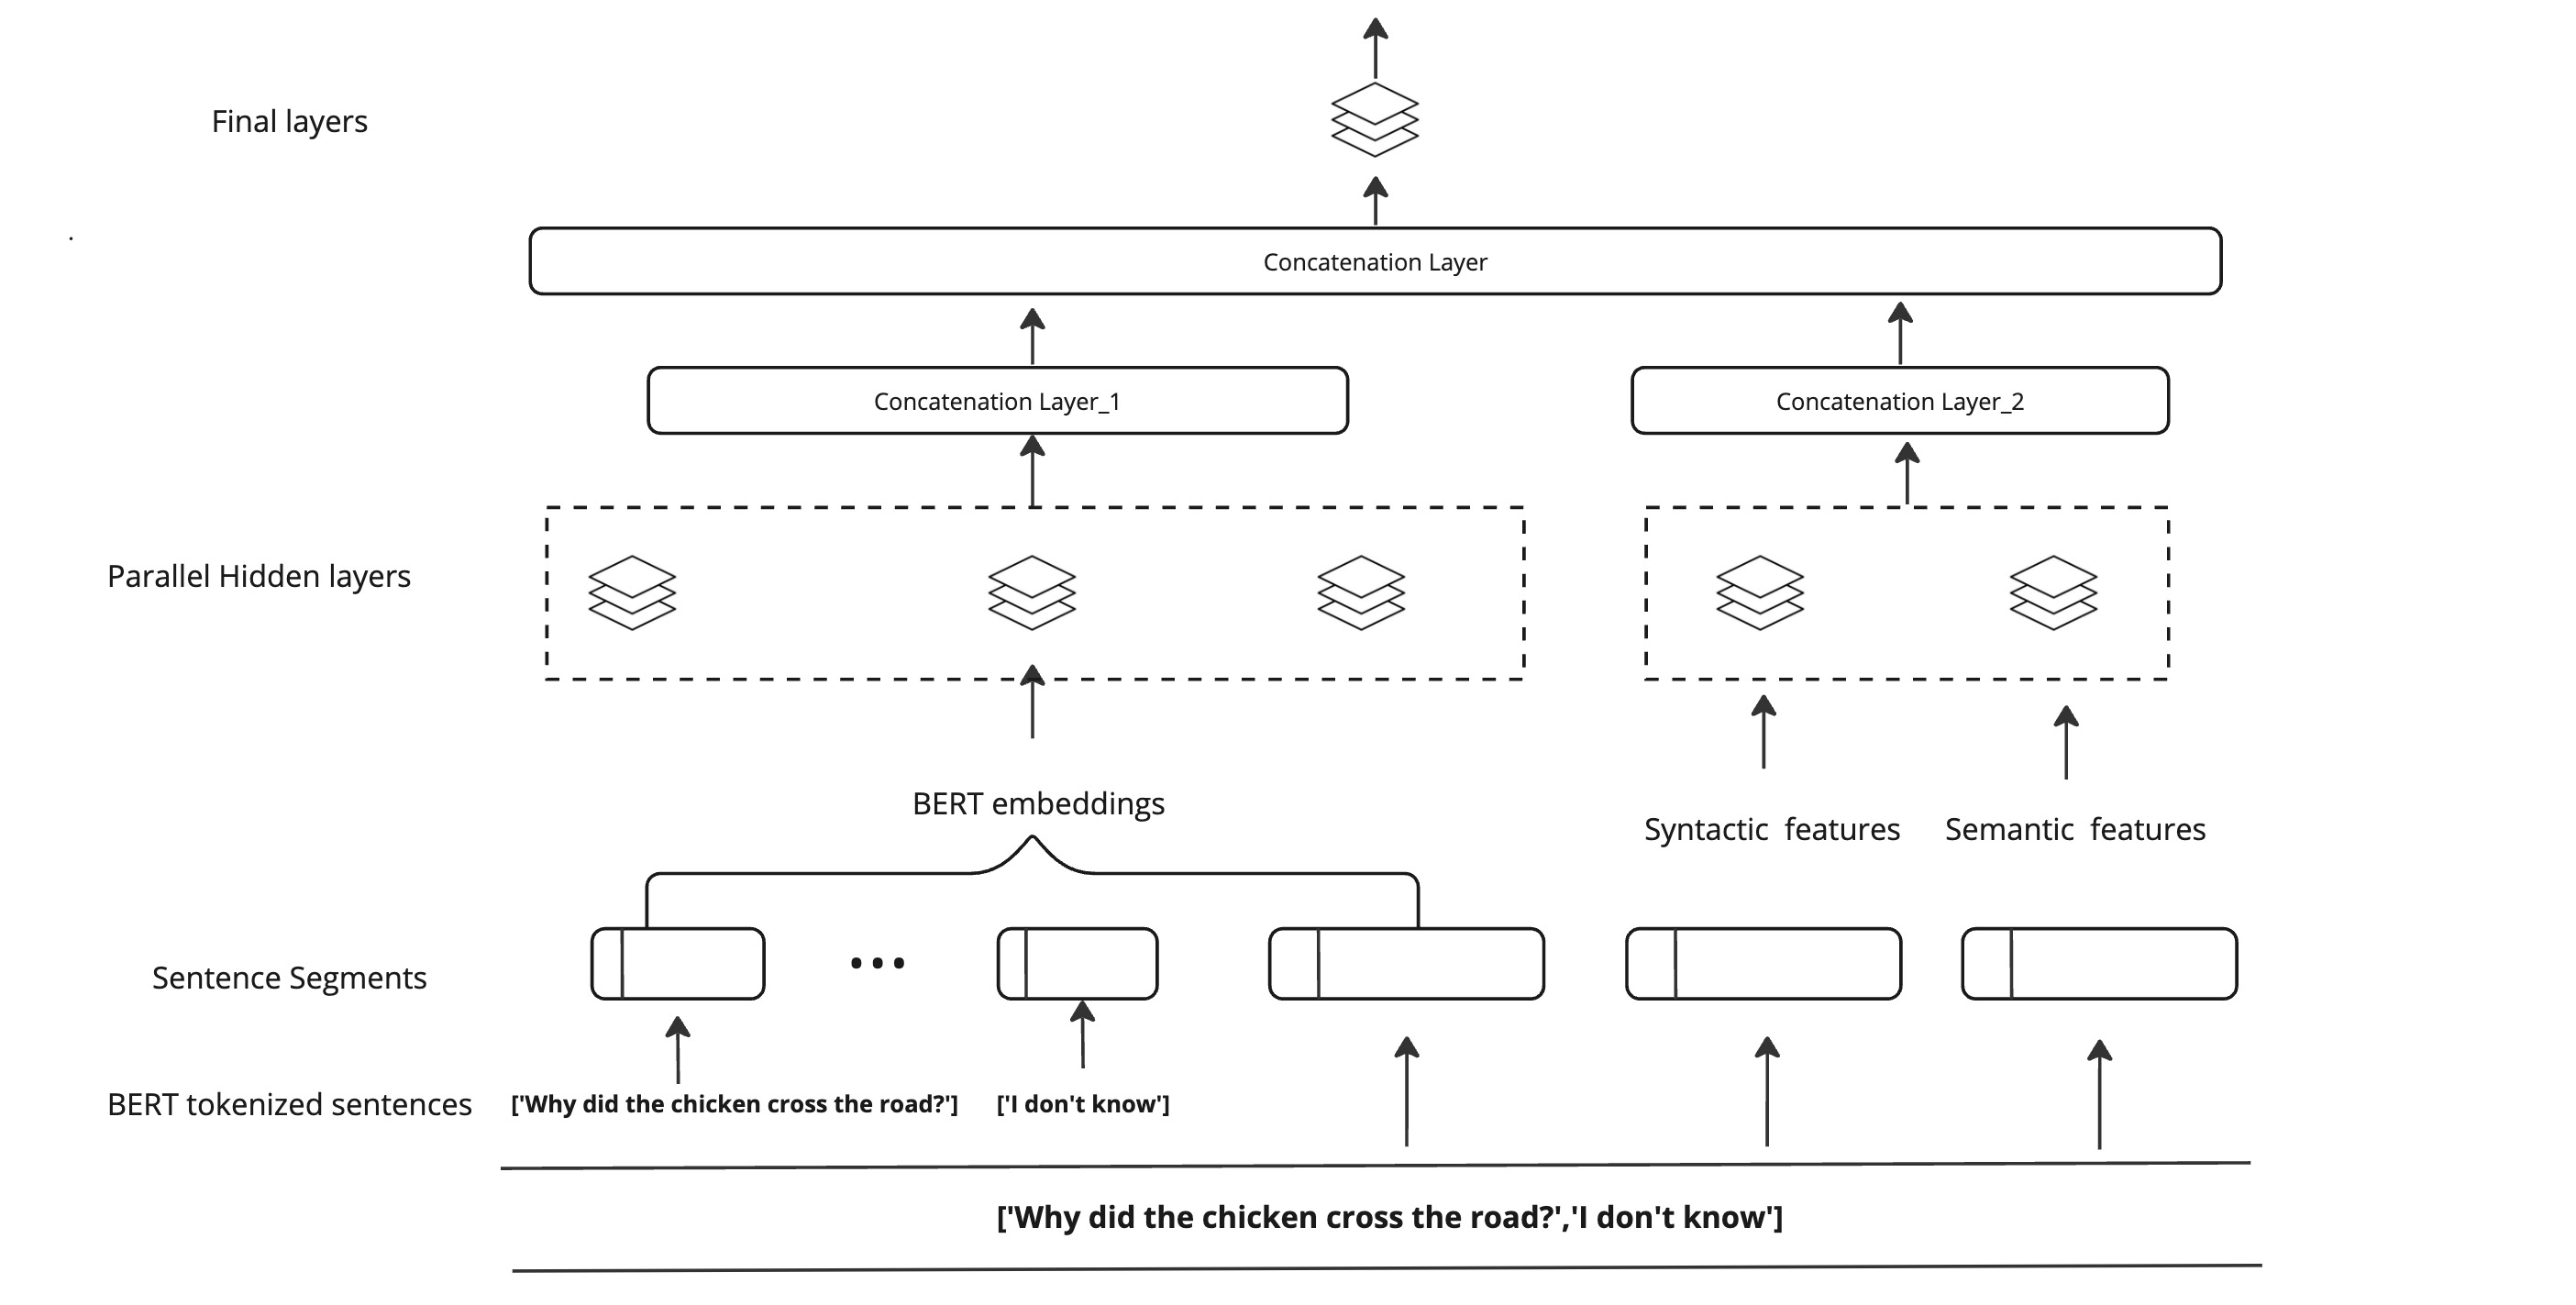 Final layers
Concatenation Layer
Concatenation Layer_1
Concatenation Layer_2
Parallel Hidden layers
BERT embeddings
Syntactic features
Semantic features
Sentence Segments
BERT tokenized sentences
['Why did the chicken cross the road?']
['I don't know']
['Why did the chicken cross the road?','I don't know']